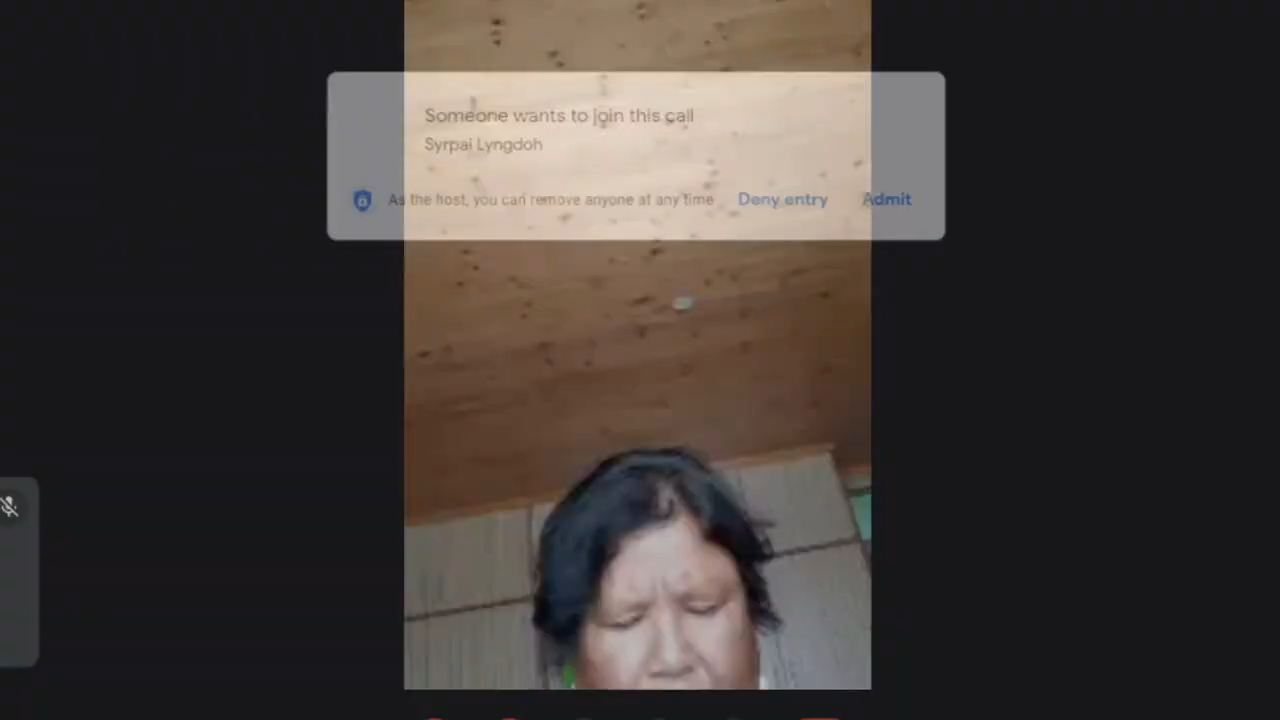 Someone wants to join this call
Syrpai Lyngdoh
As the host, you can remove anyone at any time
Deny entry
Admit